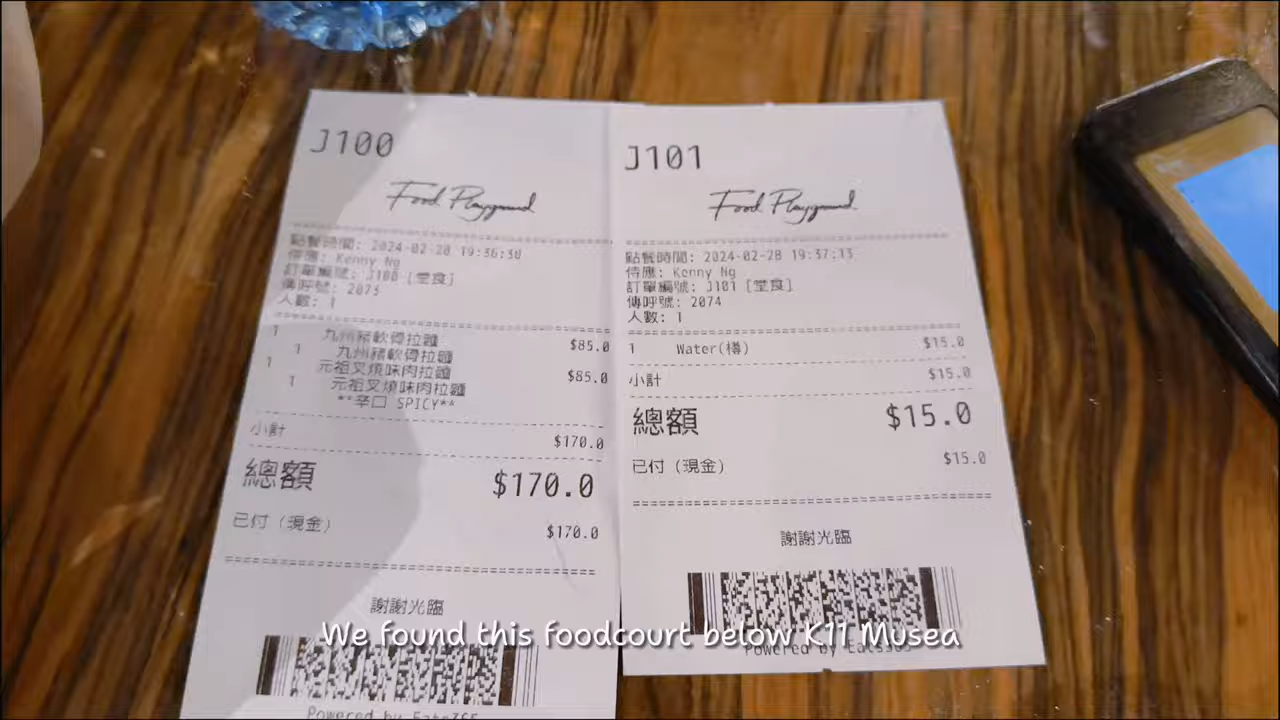 J100
Food Playground
點餐時間: 2024-02-28 19:36:30
侍應: Kenny Ng
訂單編號: J100 [堂食]
傳呼號: 2073
人數: 1
1 九州豬軟骨拉麵 $85.0
1 九州豬軟骨拉麵
1 元祖叉燒味肉拉麵 $85.0
1 元祖叉燒味肉拉麵
**辛口 SPICY**
小計 $170.0
總額 $170.0
已付 (現金) $170.0
謝謝光臨
Powered by Eats365
J101
Food Playground
點餐時間: 2024-02-28 19:37:13
侍應: Kenny Ng
訂單編號: J101 [堂食]
傳呼號: 2074
人數: 1
1 Water(樽) $15.0
小計 $15.0
總額 $15.0
已付 (現金) $15.0
謝謝光臨
Powered by Eats365
We found this foodcourt below K11 Musea